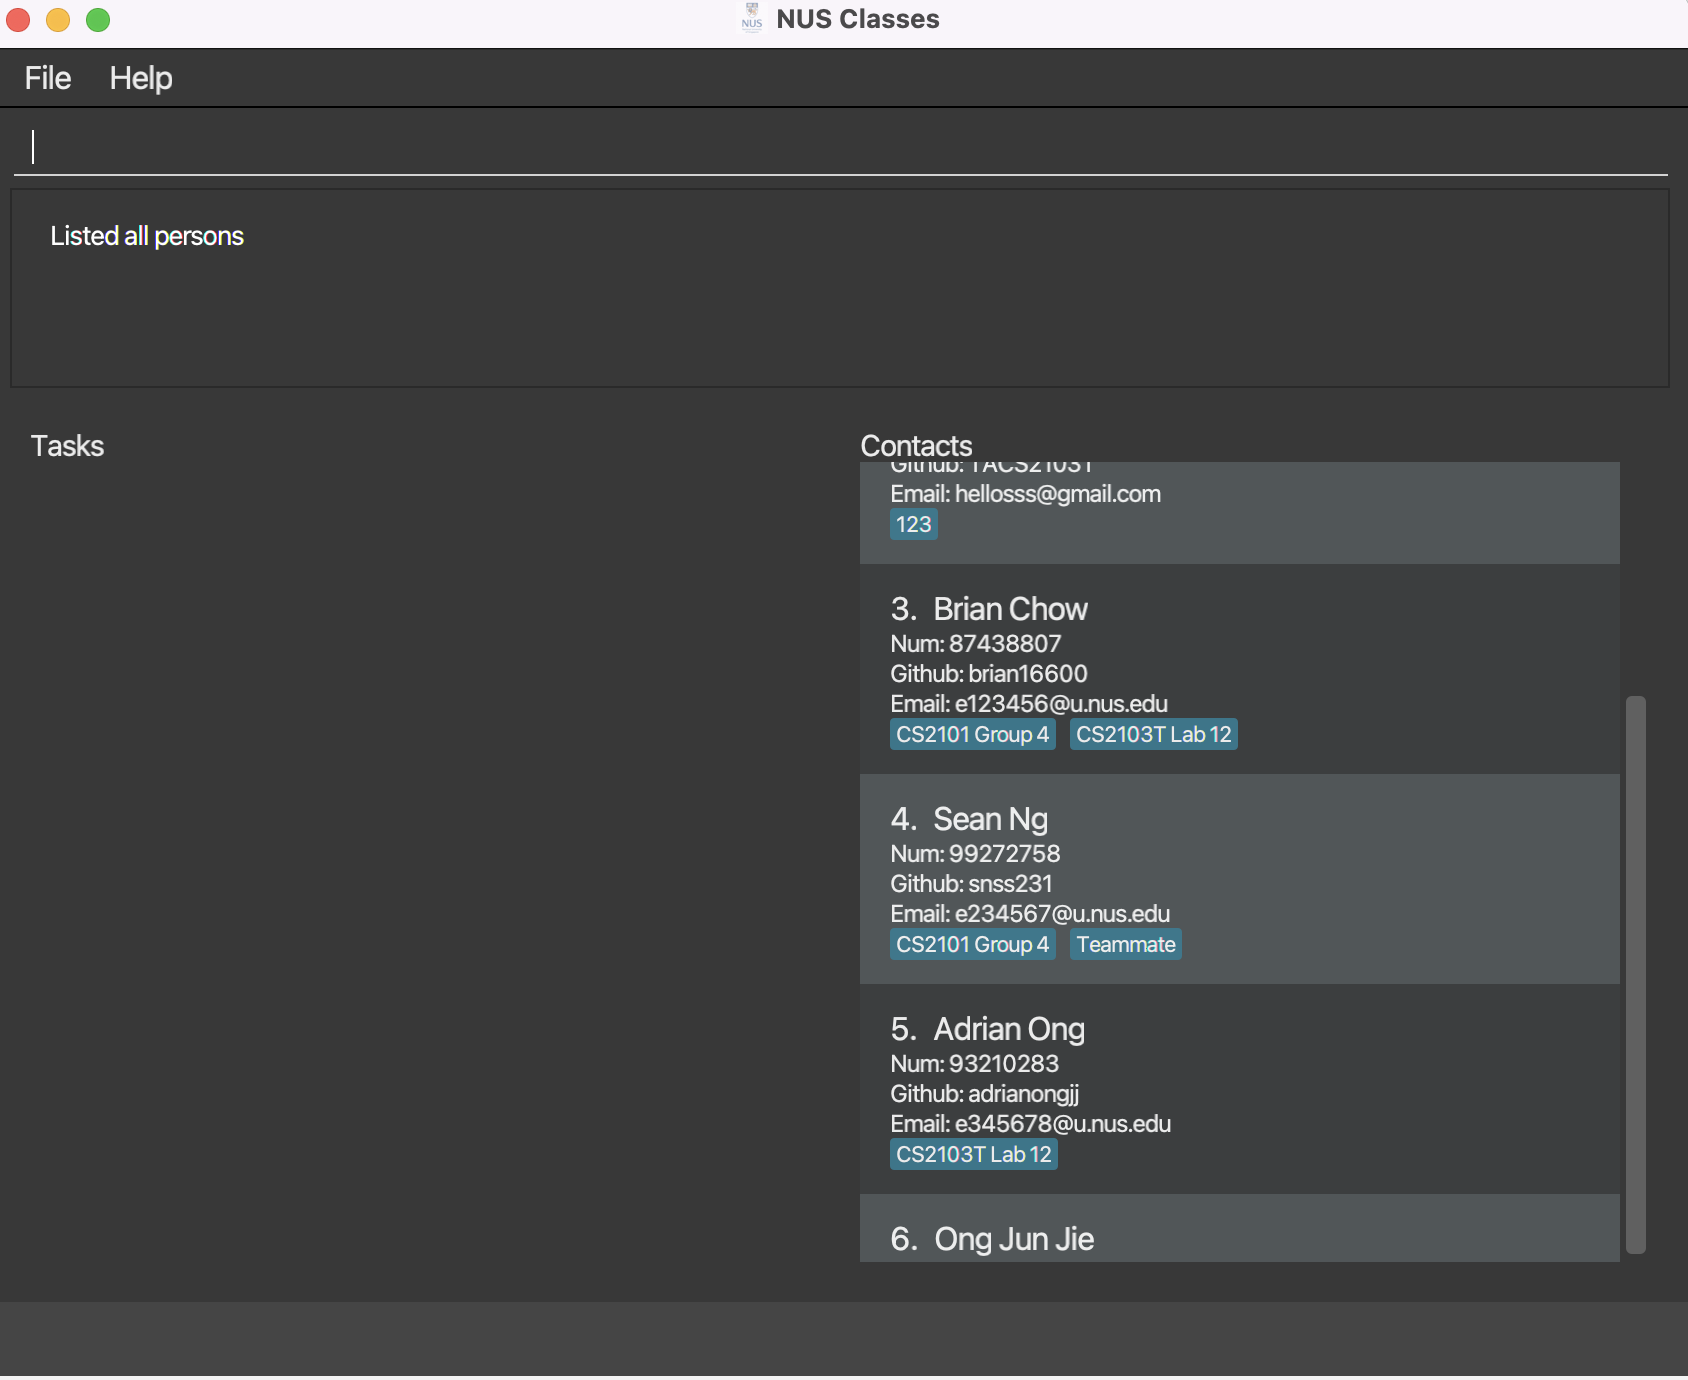 NUS
NUS Classes
File Help
Listed all persons
Tasks
Contacts
Github: TACS2103T
Email: hellosss@gmail.com
123
3. Brian Chow
Num: 87438807
Github: brian16600
Email: e123456@u.nus.edu
CS2101 Group 4 CS2103T Lab 12
4. Sean Ng
Num: 99272758
Github: snss231
Email: e234567@u.nus.edu
CS2101 Group 4 Teammate
5. Adrian Ong
Num: 93210283
Github: adrianongjj
Email: e345678@u.nus.edu
CS2103T Lab 12
6. Ong Jun Jie